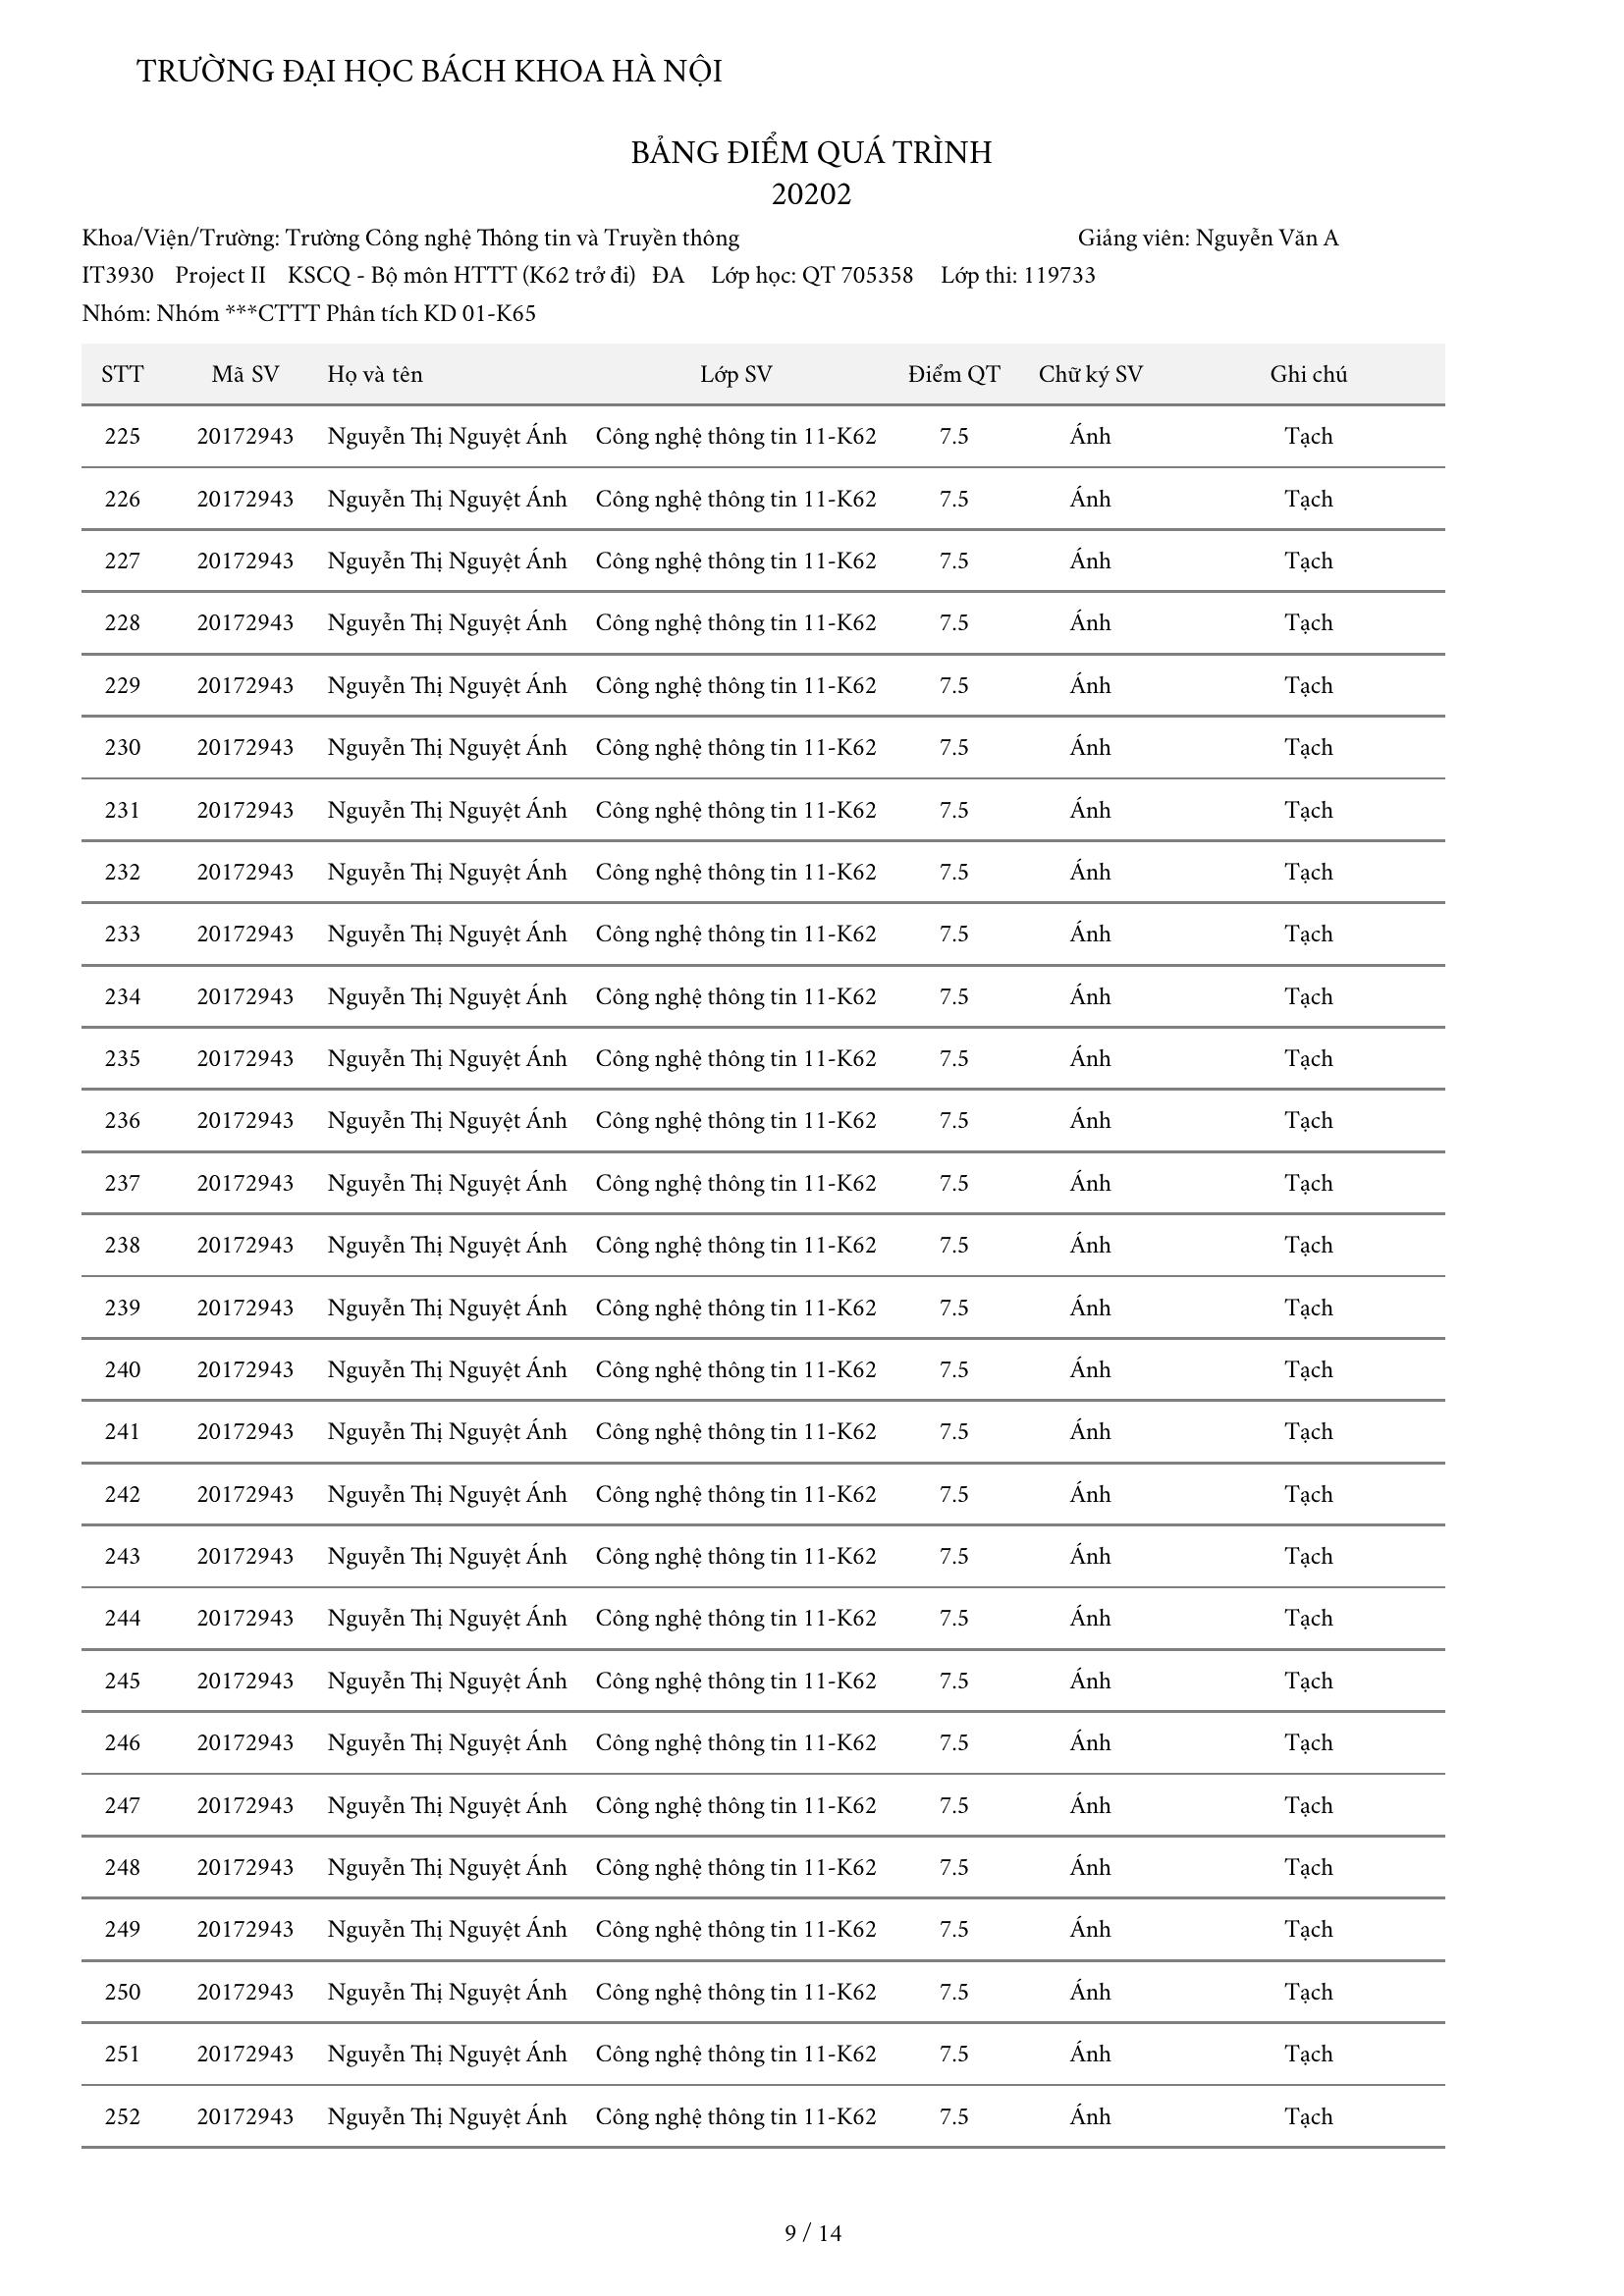 TRƯỜNG ĐẠI HỌC BÁCH KHOA HÀ NỘI
BẢNG ĐIỂM QUÁ TRÌNH
20202
Khoa/Viện/Trường: Trường Công nghệ Thông tin và Truyền thông Giảng viên: Nguyễn Văn A
IT3930 Project II KSCQ - Bộ môn HTTT (K62 trở đi) ĐA Lớp học: QT 705358 Lớp thi: 119733
Nhóm: Nhóm ***CTTT Phân tích KD 01-K65
STT Mã SV Họ và tên Lớp SV Điểm QT Chữ ký SV Ghi chú
225 20172943 Nguyễn Thị Nguyệt Ánh Công nghệ thông tin 11-K62 7.5 Ánh Tạch
226 20172943 Nguyễn Thị Nguyệt Ánh Công nghệ thông tin 11-K62 7.5 Ánh Tạch
227 20172943 Nguyễn Thị Nguyệt Ánh Công nghệ thông tin 11-K62 7.5 Ánh Tạch
228 20172943 Nguyễn Thị Nguyệt Ánh Công nghệ thông tin 11-K62 7.5 Ánh Tạch
229 20172943 Nguyễn Thị Nguyệt Ánh Công nghệ thông tin 11-K62 7.5 Ánh Tạch
230 20172943 Nguyễn Thị Nguyệt Ánh Công nghệ thông tin 11-K62 7.5 Ánh Tạch
231 20172943 Nguyễn Thị Nguyệt Ánh Công nghệ thông tin 11-K62 7.5 Ánh Tạch
232 20172943 Nguyễn Thị Nguyệt Ánh Công nghệ thông tin 11-K62 7.5 Ánh Tạch
233 20172943 Nguyễn Thị Nguyệt Ánh Công nghệ thông tin 11-K62 7.5 Ánh Tạch
234 20172943 Nguyễn Thị Nguyệt Ánh Công nghệ thông tin 11-K62 7.5 Ánh Tạch
235 20172943 Nguyễn Thị Nguyệt Ánh Công nghệ thông tin 11-K62 7.5 Ánh Tạch
236 20172943 Nguyễn Thị Nguyệt Ánh Công nghệ thông tin 11-K62 7.5 Ánh Tạch
237 20172943 Nguyễn Thị Nguyệt Ánh Công nghệ thông tin 11-K62 7.5 Ánh Tạch
238 20172943 Nguyễn Thị Nguyệt Ánh Công nghệ thông tin 11-K62 7.5 Ánh Tạch
239 20172943 Nguyễn Thị Nguyệt Ánh Công nghệ thông tin 11-K62 7.5 Ánh Tạch
240 20172943 Nguyễn Thị Nguyệt Ánh Công nghệ thông tin 11-K62 7.5 Ánh Tạch
241 20172943 Nguyễn Thị Nguyệt Ánh Công nghệ thông tin 11-K62 7.5 Ánh Tạch
242 20172943 Nguyễn Thị Nguyệt Ánh Công nghệ thông tin 11-K62 7.5 Ánh Tạch
243 20172943 Nguyễn Thị Nguyệt Ánh Công nghệ thông tin 11-K62 7.5 Ánh Tạch
244 20172943 Nguyễn Thị Nguyệt Ánh Công nghệ thông tin 11-K62 7.5 Ánh Tạch
245 20172943 Nguyễn Thị Nguyệt Ánh Công nghệ thông tin 11-K62 7.5 Ánh Tạch
246 20172943 Nguyễn Thị Nguyệt Ánh Công nghệ thông tin 11-K62 7.5 Ánh Tạch
247 20172943 Nguyễn Thị Nguyệt Ánh Công nghệ thông tin 11-K62 7.5 Ánh Tạch
248 20172943 Nguyễn Thị Nguyệt Ánh Công nghệ thông tin 11-K62 7.5 Ánh Tạch
249 20172943 Nguyễn Thị Nguyệt Ánh Công nghệ thông tin 11-K62 7.5 Ánh Tạch
250 20172943 Nguyễn Thị Nguyệt Ánh Công nghệ thông tin 11-K62 7.5 Ánh Tạch
251 20172943 Nguyễn Thị Nguyệt Ánh Công nghệ thông tin 11-K62 7.5 Ánh Tạch
252 20172943 Nguyễn Thị Nguyệt Ánh Công nghệ thông tin 11-K62 7.5 Ánh Tạch
9 / 14